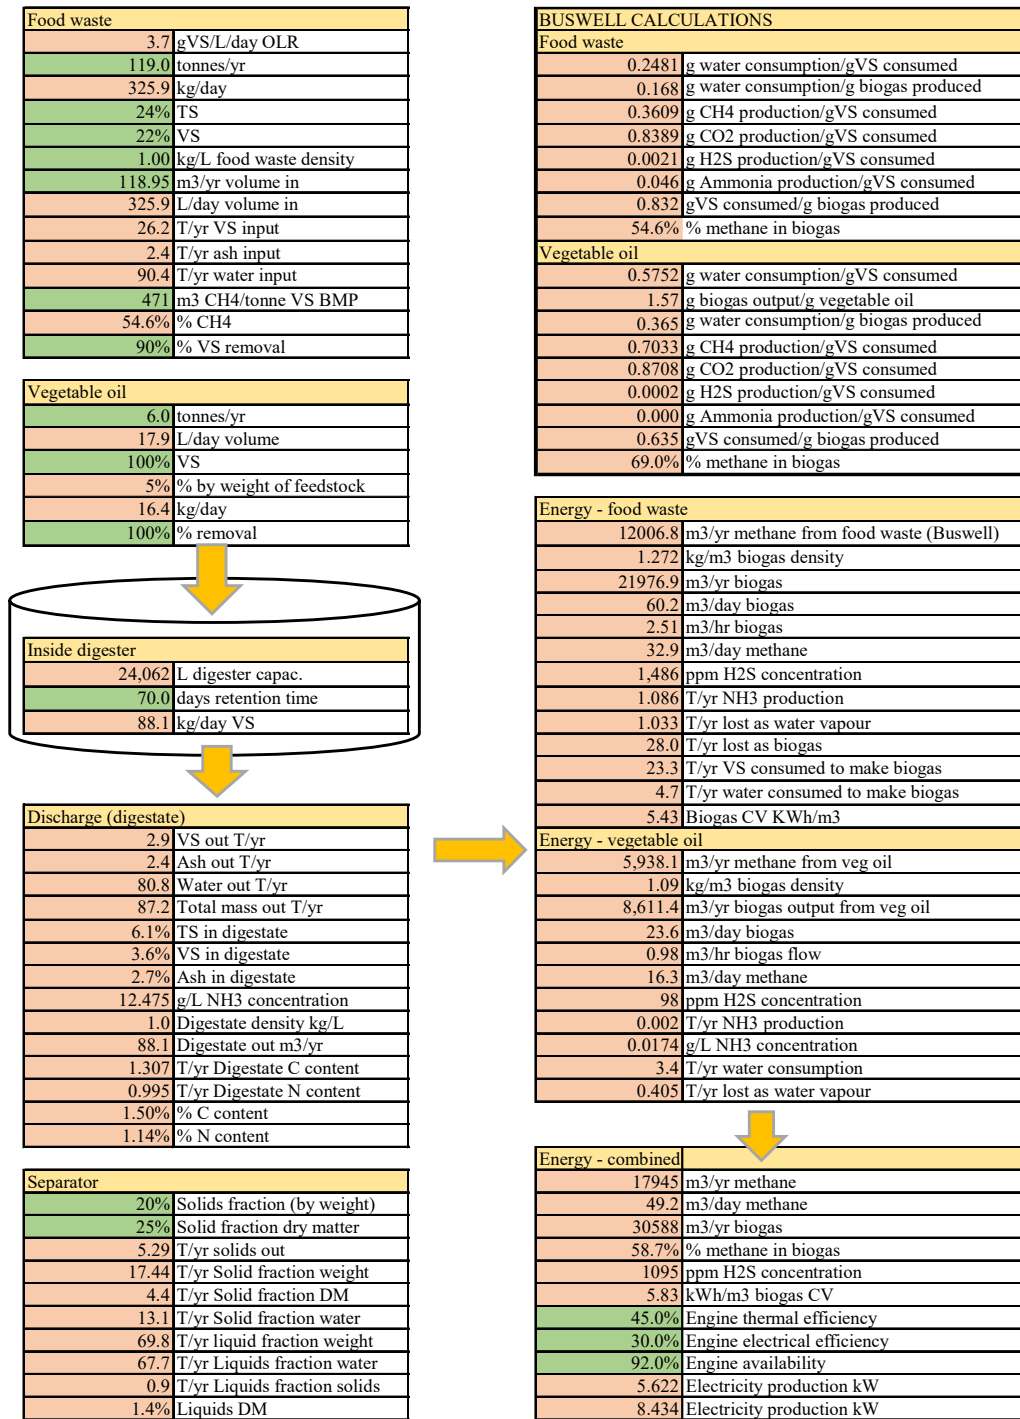 Food waste
3.7 gVS/L/day OLR
119.0 tonnes/yr
325.9 kg/day
24% TS
22% VS
1.00 kg/L food waste density
118.95 m3/yr volume in
325.9 L/day volume in
26.2 T/yr VS input
2.4 T/yr ash input
90.4 T/yr water input
471 m3 CH4/tonne VS BMP
54.6% % CH4
90% % VS removal
Vegetable oil
6.0 tonnes/yr
17.9 L/day volume
100% VS
5% % by weight of feedstock
16.4 kg/day
100% % removal
Inside digester
24,062 L digester capac.
70.0 days retention time
88.1 kg/day VS
Discharge (digestate)
2.9 VS out T/yr
2.4 Ash out T/yr
80.8 Water out T/yr
87.2 Total mass out T/yr
6.1% TS in digestate
3.6% VS in digestate
2.7% Ash in digestate
12.475 g/L NH3 concentration
1.0 Digestate density kg/L
88.1 Digestate out m3/yr
1.307 T/yr Digestate C content
0.995 T/yr Digestate N content
1.50% % C content
1.14% % N content
Separator
20% Solids fraction (by weight)
25% Solid fraction dry matter
5.29 T/yr solids out
17.44 T/yr Solid fraction weight
4.4 T/yr Solid fraction DM
13.1 T/yr Solid fraction water
69.8 T/yr liquid fraction weight
67.7 T/yr Liquids fraction water
0.9 T/yr Liquids fraction solids
1.4% Liquids DM
BUSWELL CALCULATIONS
Food waste
0.2481 g water consumption/gVS consumed
0.168 g water consumption/g biogas produced
0.3609 g CH4 production/gVS consumed
0.8389 g CO2 production/gVS consumed
0.0021 g H2S production/gVS consumed
0.046 g Ammonia production/gVS consumed
0.832 gVS consumed/g biogas produced
54.6% % methane in biogas
Vegetable oil
0.5752 g water consumption/gVS consumed
1.57 g biogas output/g vegetable oil
0.365 g water consumption/g biogas produced
0.7033 g CH4 production/gVS consumed
0.8708 g CO2 production/gVS consumed
0.0002 g H2S production/gVS consumed
0.000 g Ammonia production/gVS consumed
0.635 gVS consumed/g biogas produced
69.0% % methane in biogas
Energy - food waste
12006.8 m3/yr methane from food waste (Buswell)
1.272 kg/m3 biogas density
21976.9 m3/yr biogas
60.2 m3/day biogas
2.51 m3/hr biogas
32.9 m3/day methane
1,486 ppm H2S concentration
1.086 T/yr NH3 production
1.033 T/yr lost as water vapour
28.0 T/yr lost as biogas
23.3 T/yr VS consumed to make biogas
4.7 T/yr water consumed to make biogas
5.43 Biogas CV KWh/m3
Energy - vegetable oil
5,938.1 m3/yr methane from veg oil
1.09 kg/m3 biogas density
8,611.4 m3/yr biogas output from veg oil
23.6 m3/day biogas
0.98 m3/hr biogas flow
16.3 m3/day methane
98 ppm H2S concentration
0.002 T/yr NH3 production
0.0174 g/L NH3 concentration
3.4 T/yr water consumption
0.405 T/yr lost as water vapour
Energy - combined
17945 m3/yr methane
49.2 m3/day methane
30588 m3/yr biogas
58.7% % methane in biogas
1095 ppm H2S concentration
5.83 kWh/m3 biogas CV
45.0% Engine thermal efficiency
30.0% Engine electrical efficiency
92.0% Engine availability
5.622 Electricity production kW
8.434 Electricity production kW